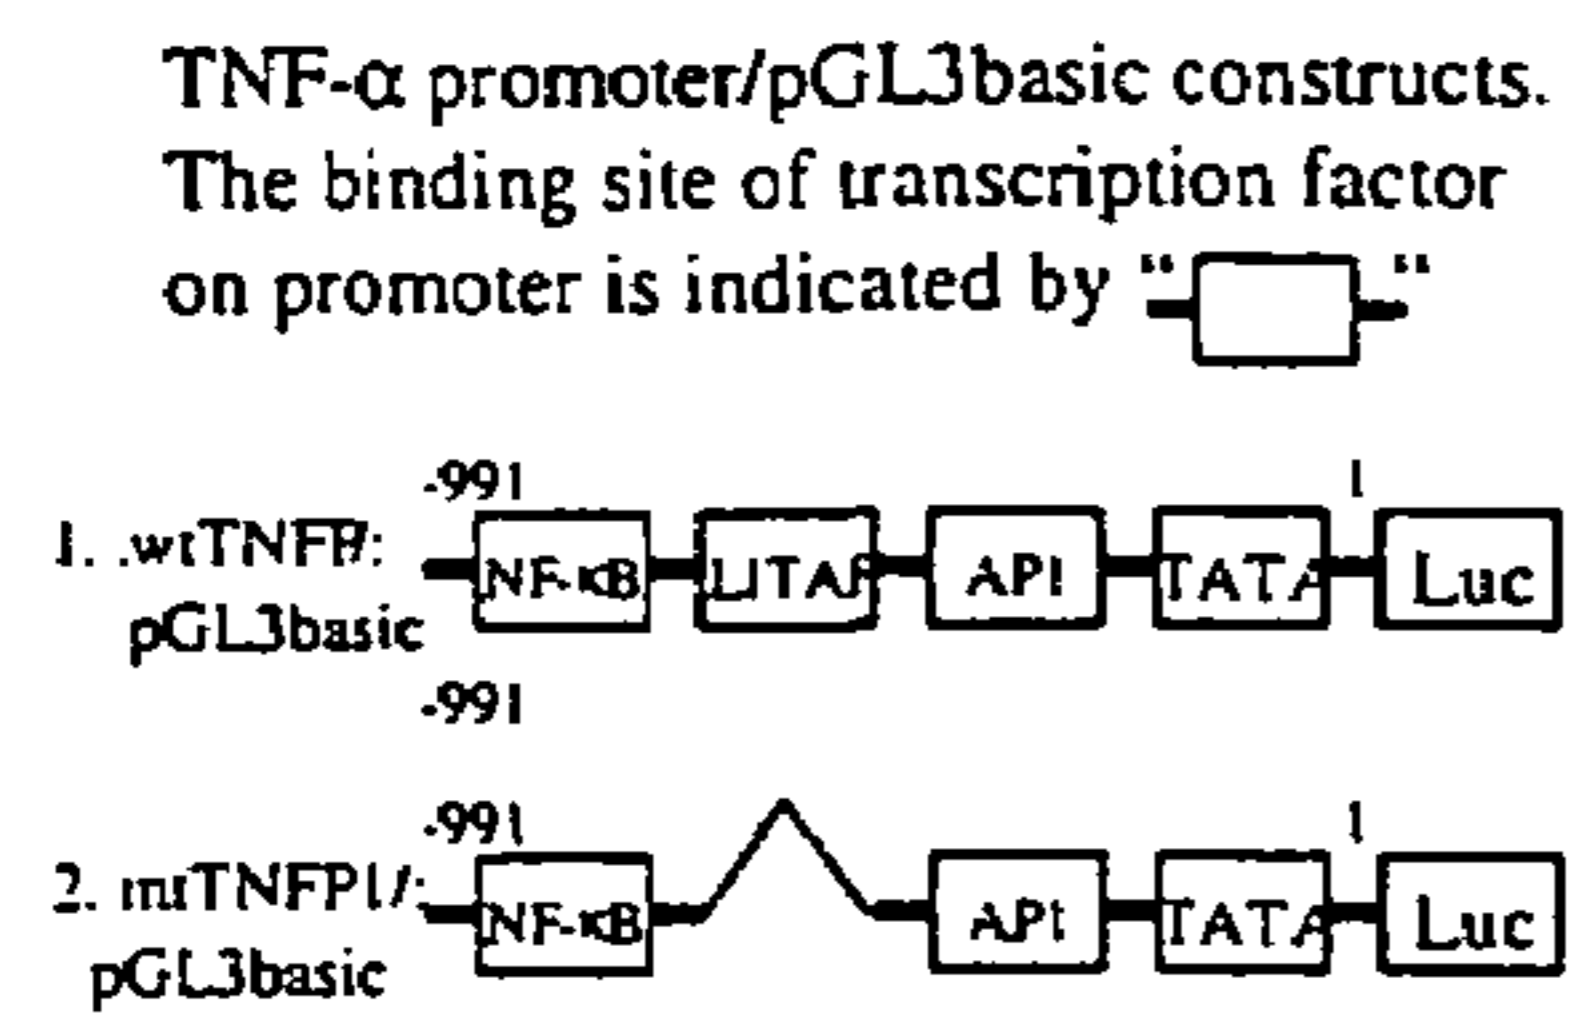 TNF-α promoter/pGL3basic constructs.
The binding site of transcription factor
on promoter is indicated by “ “
-991 1
1. .wtTNFP/:
pGL3basic
NF-κB LITAF AP1 TATA Luc
-991
-991 1
2. mtTNFP1/:
pGL3basic
NF-κB AP1 TATA Luc